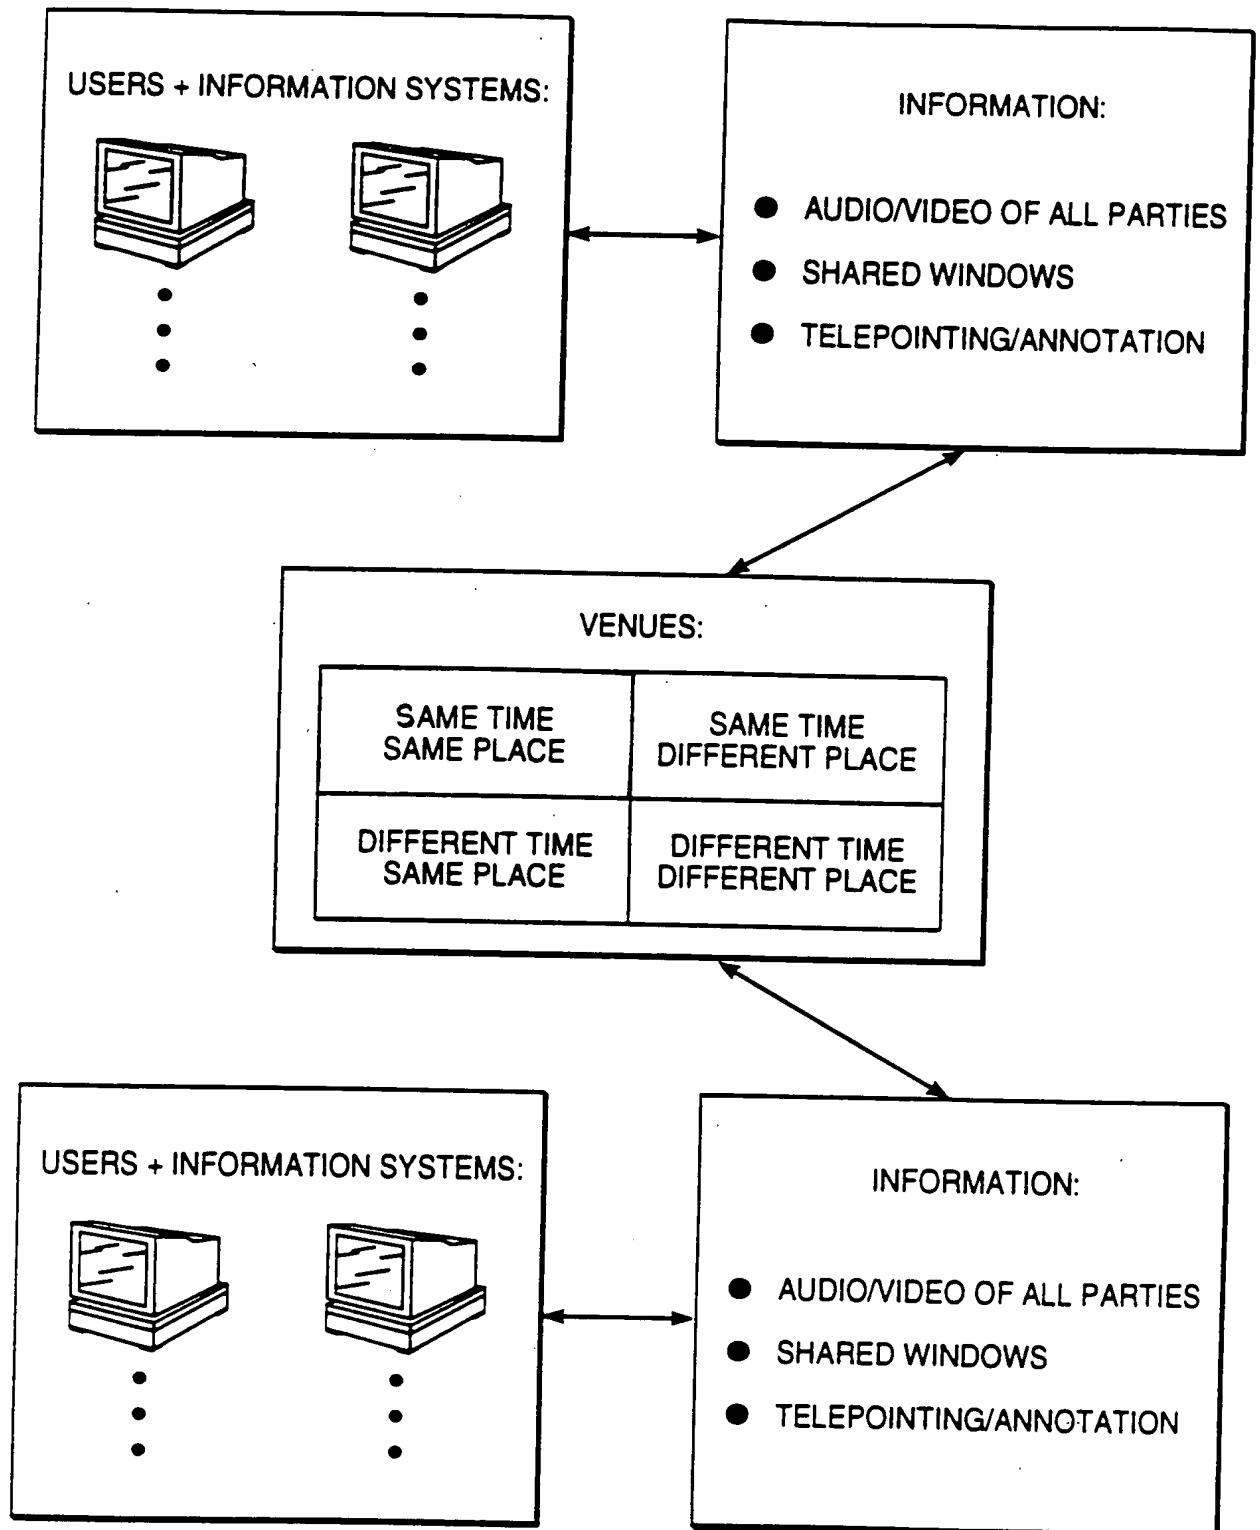 USERS + INFORMATION SYSTEMS:
INFORMATION:
● AUDIO/VIDEO OF ALL PARTIES
● SHARED WINDOWS
● TELEPOINTING/ANNOTATION
VENUES:
SAME TIME
SAME PLACE
SAME TIME
DIFFERENT PLACE
DIFFERENT TIME
SAME PLACE
DIFFERENT TIME
DIFFERENT PLACE
USERS + INFORMATION SYSTEMS:
INFORMATION:
● AUDIO/VIDEO OF ALL PARTIES
● SHARED WINDOWS
● TELEPOINTING/ANNOTATION